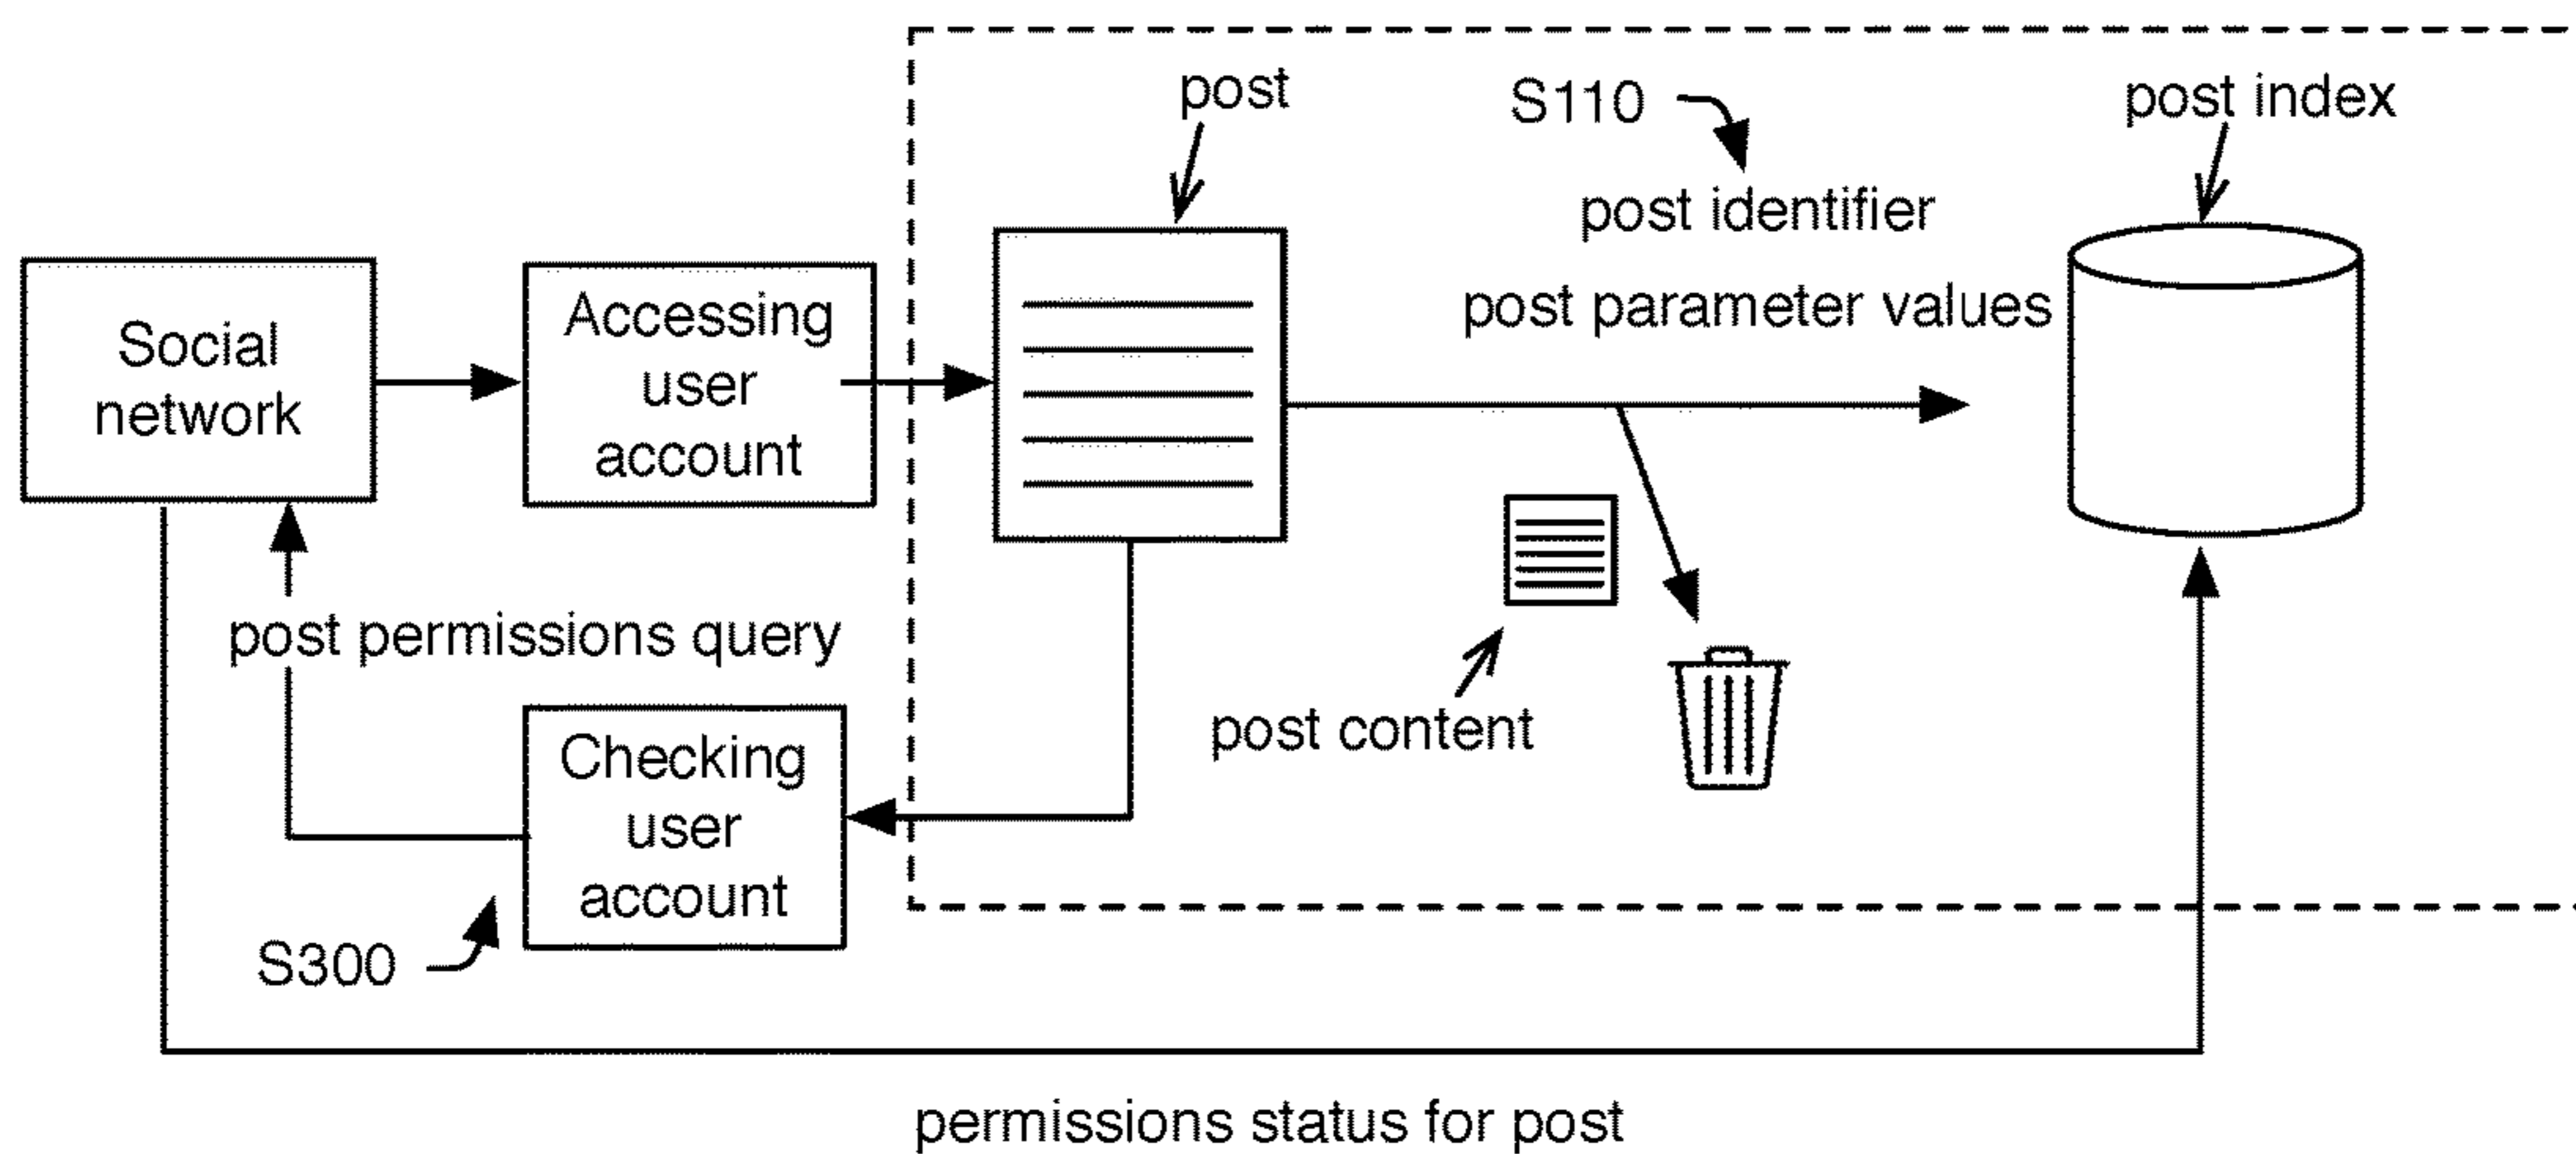 post
S110
post index
post identifier
post parameter values
Social
network
Accessing
user
account
post permissions query
post content
Checking
user
account
S300
permissions status for post